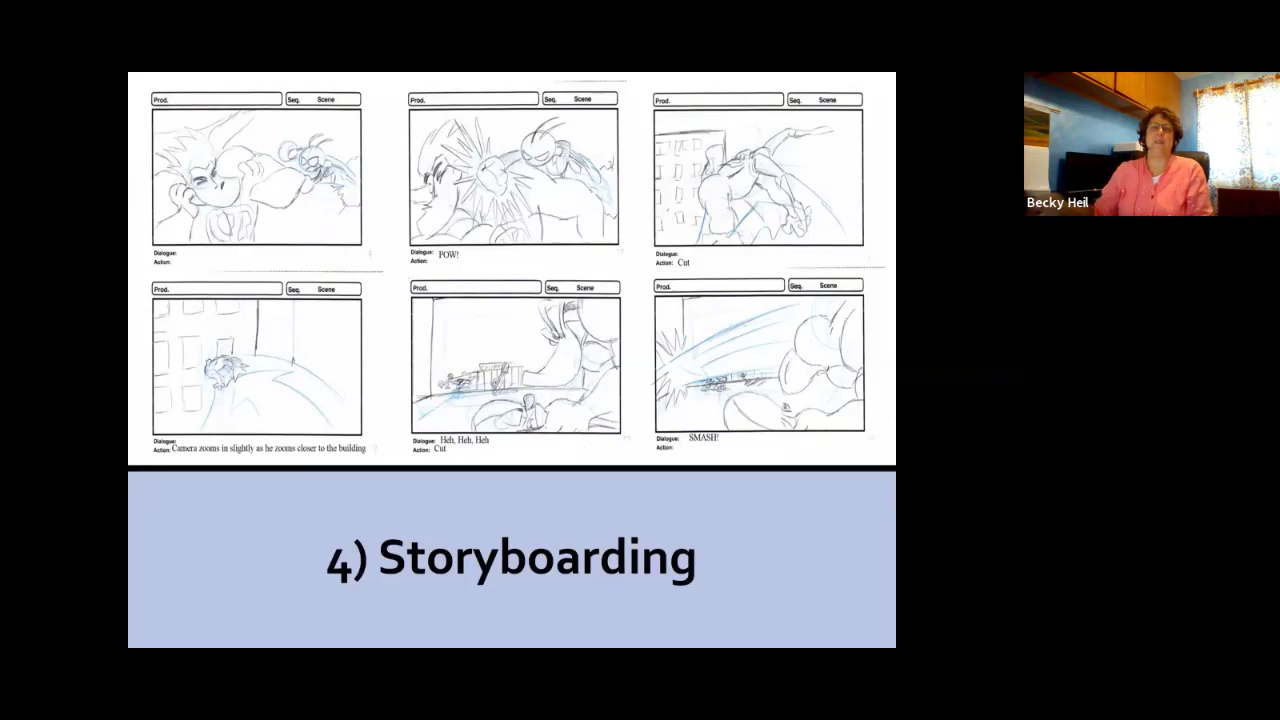 Prod.
Seq. Scene
Prod.
Seq. Scene
Prod.
Seq. Scene
Dialogue:
Action:
Dialogue: POW!
Action:
Dialogue:
Action: Cut
Prod.
Seq. Scene
Prod.
Seq. Scene
Prod.
Seq. Scene
Dialogue:
Action: Camera zooms in slightly as he zooms closer to the building
Dialogue: Heh, Heh, Heh
Action: Cut
Dialogue: SMASH!
Action:
4) Storyboarding
Becky Heil